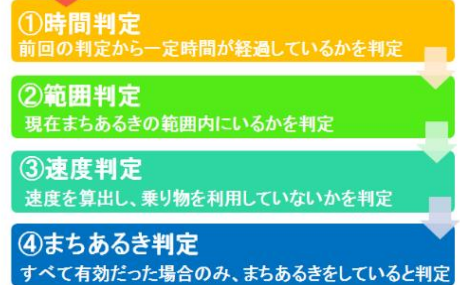 ①時間判定
前回の判定から一定時間が経過しているかを判定
②範囲判定
現在まちあるきの範囲内にいるかを判定
③速度判定
速度を算出し、乗り物を利用していないかを判定
④まちあるき判定
すべて有効だった場合のみ、まちあるきをしていると判定